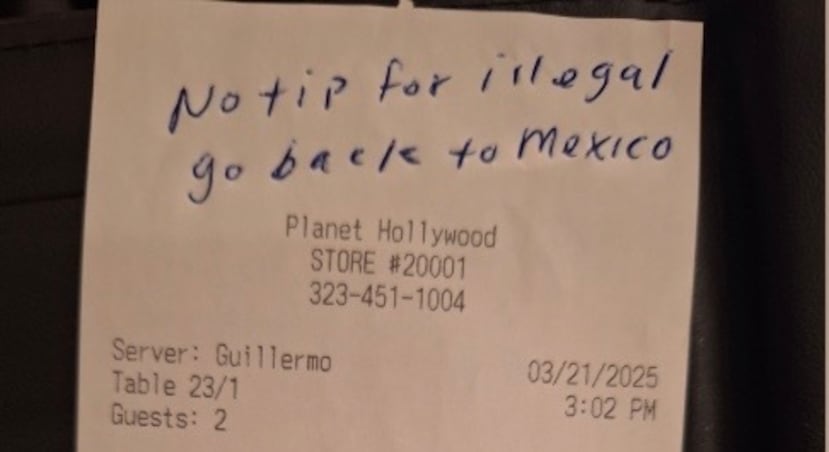 No tip for illegal
go back to Mexico
Planet Hollywood
STORE #20001
323-451-1004
Server: Guillermo
03/21/2025
Table 23/1
3:02 PM
Guests: 2